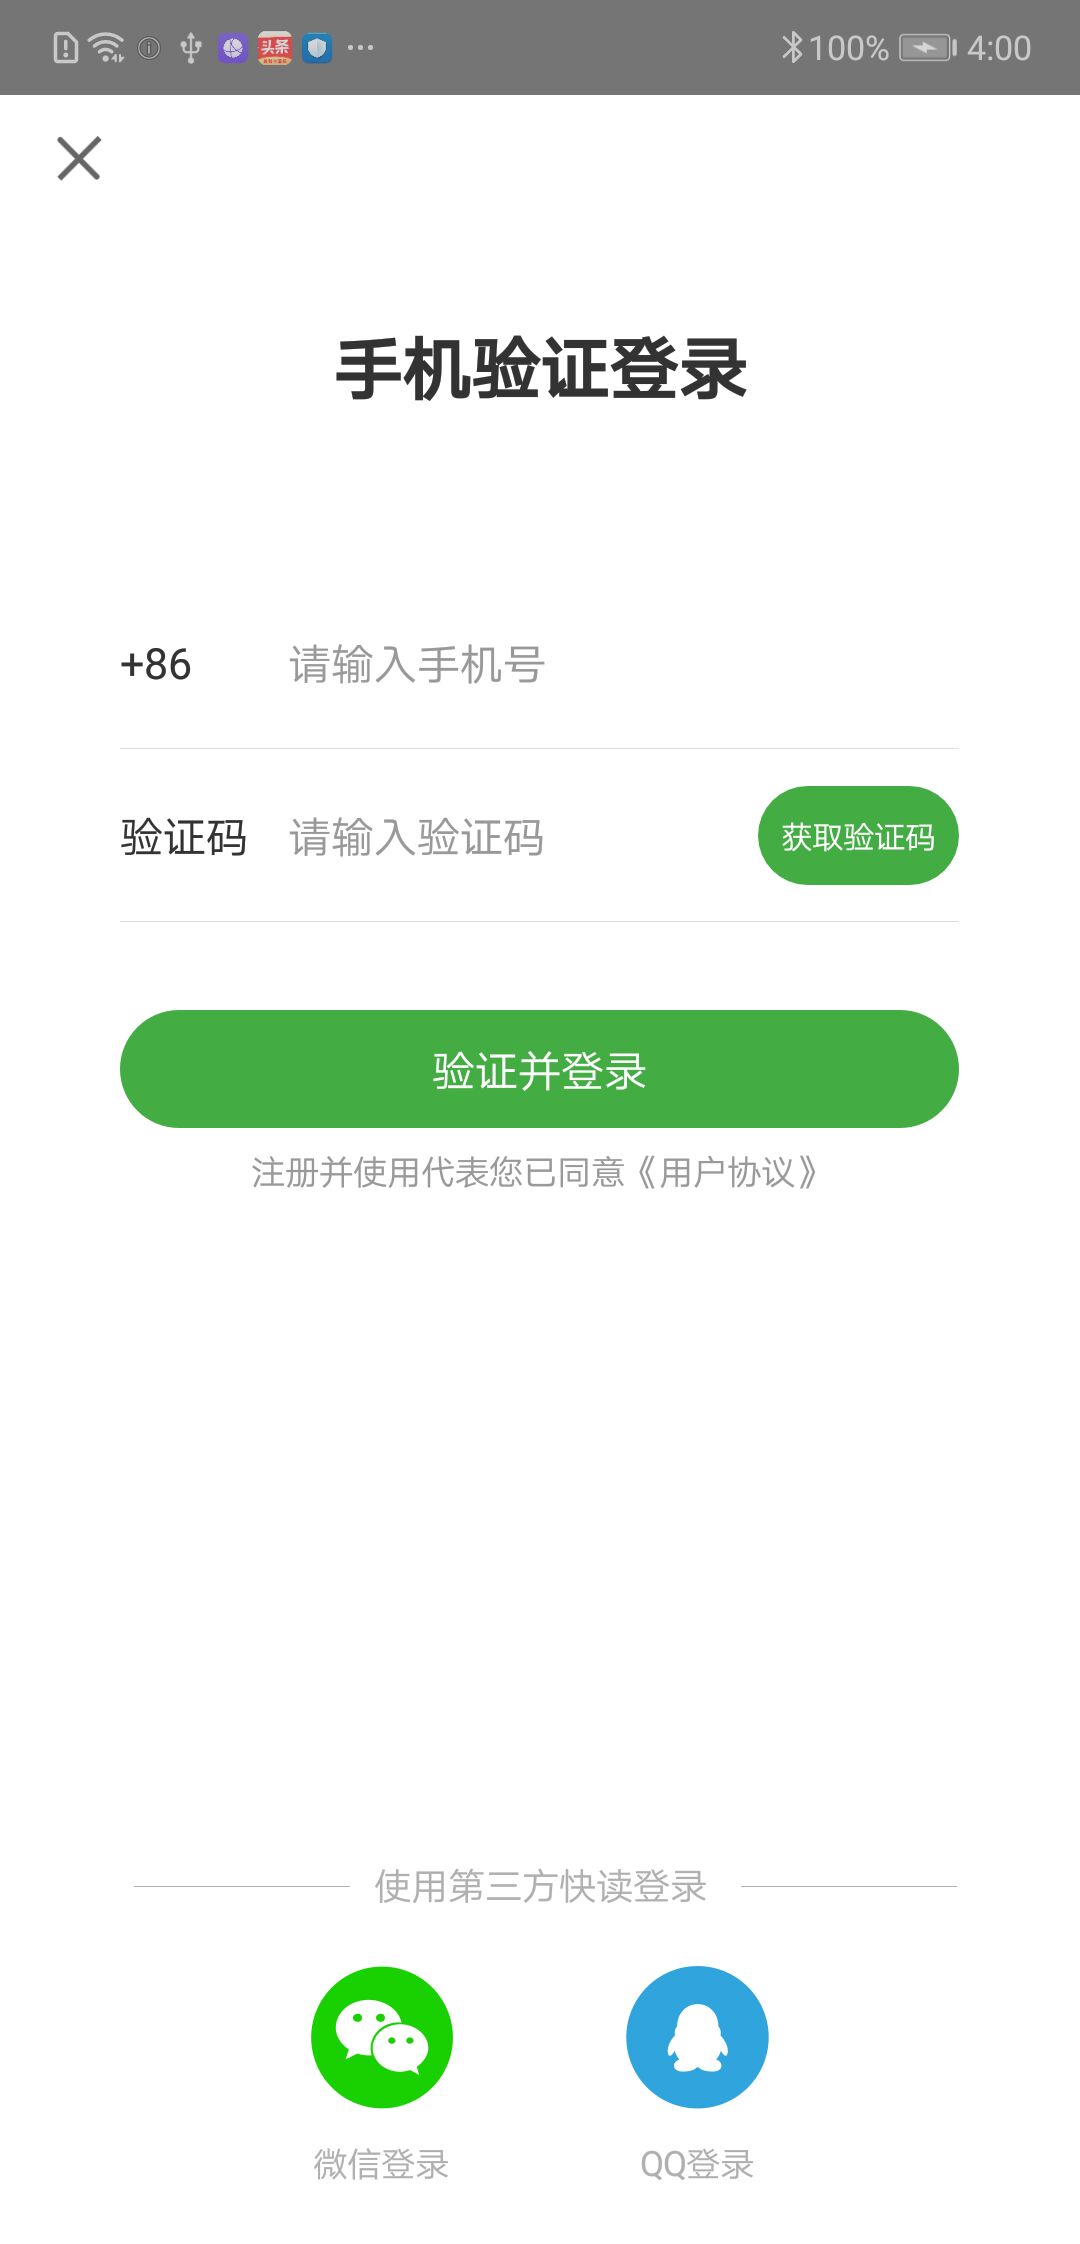 头条
100% 4:00
手机验证登录
+86 请输入手机号
验证码 请输入验证码 获取验证码
验证并登录
注册并使用代表您已同意《用户协议》
使用第三方快读登录
微信登录 QQ登录